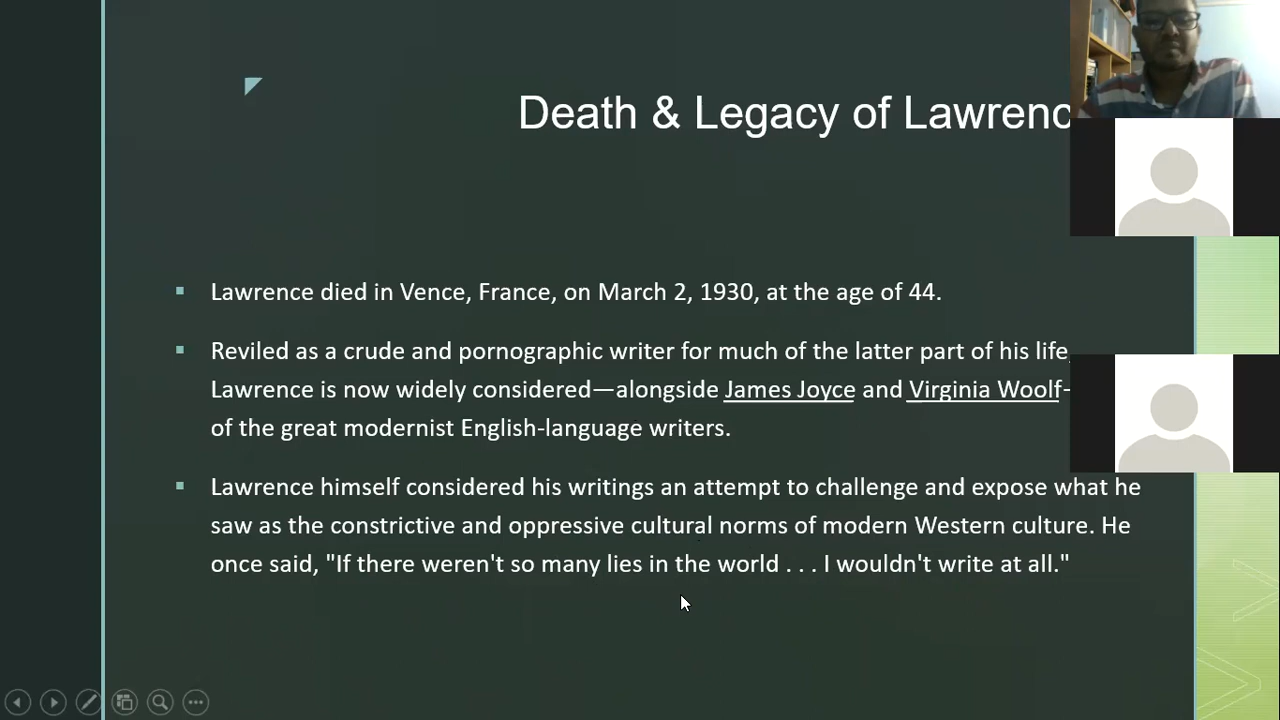 Death & Legacy of Lawrenc
Lawrence died in Vence, France, on March 2, 1930, at the age of 44.
Reviled as a crude and pornographic writer for much of the latter part of his life,
Lawrence is now widely considered—alongside James Joyce and Virginia Woolf-
of the great modernist English-language writers.
Lawrence himself considered his writings an attempt to challenge and expose what he
saw as the constrictive and oppressive cultural norms of modern Western culture. He
once said, "If there weren't so many lies in the world . . . I wouldn't write at all."